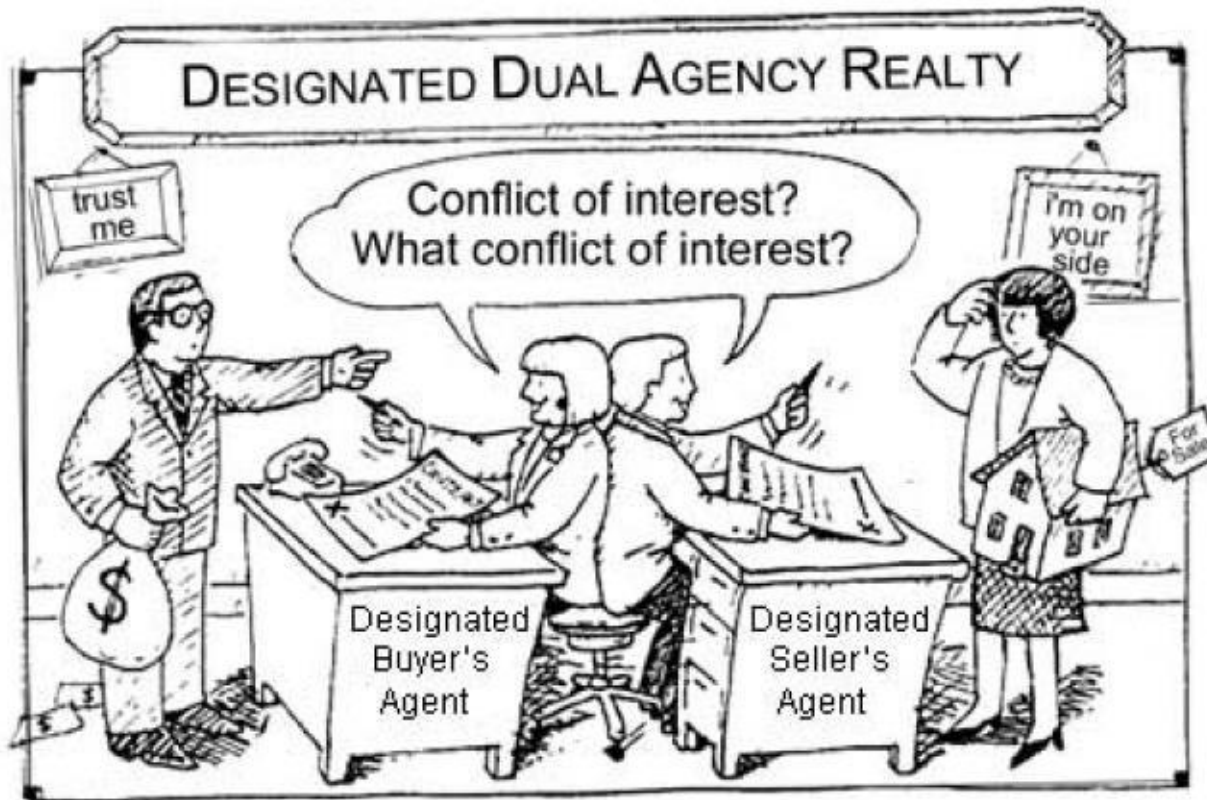 DESIGNATED DUAL AGENCY REALTY
trust
me
Conflict of interest?
What conflict of interest?
i'm on
your
side
For
Sale
$
$
$
X
X
Designated
Buyer's
Agent
Designated
Seller's
Agent